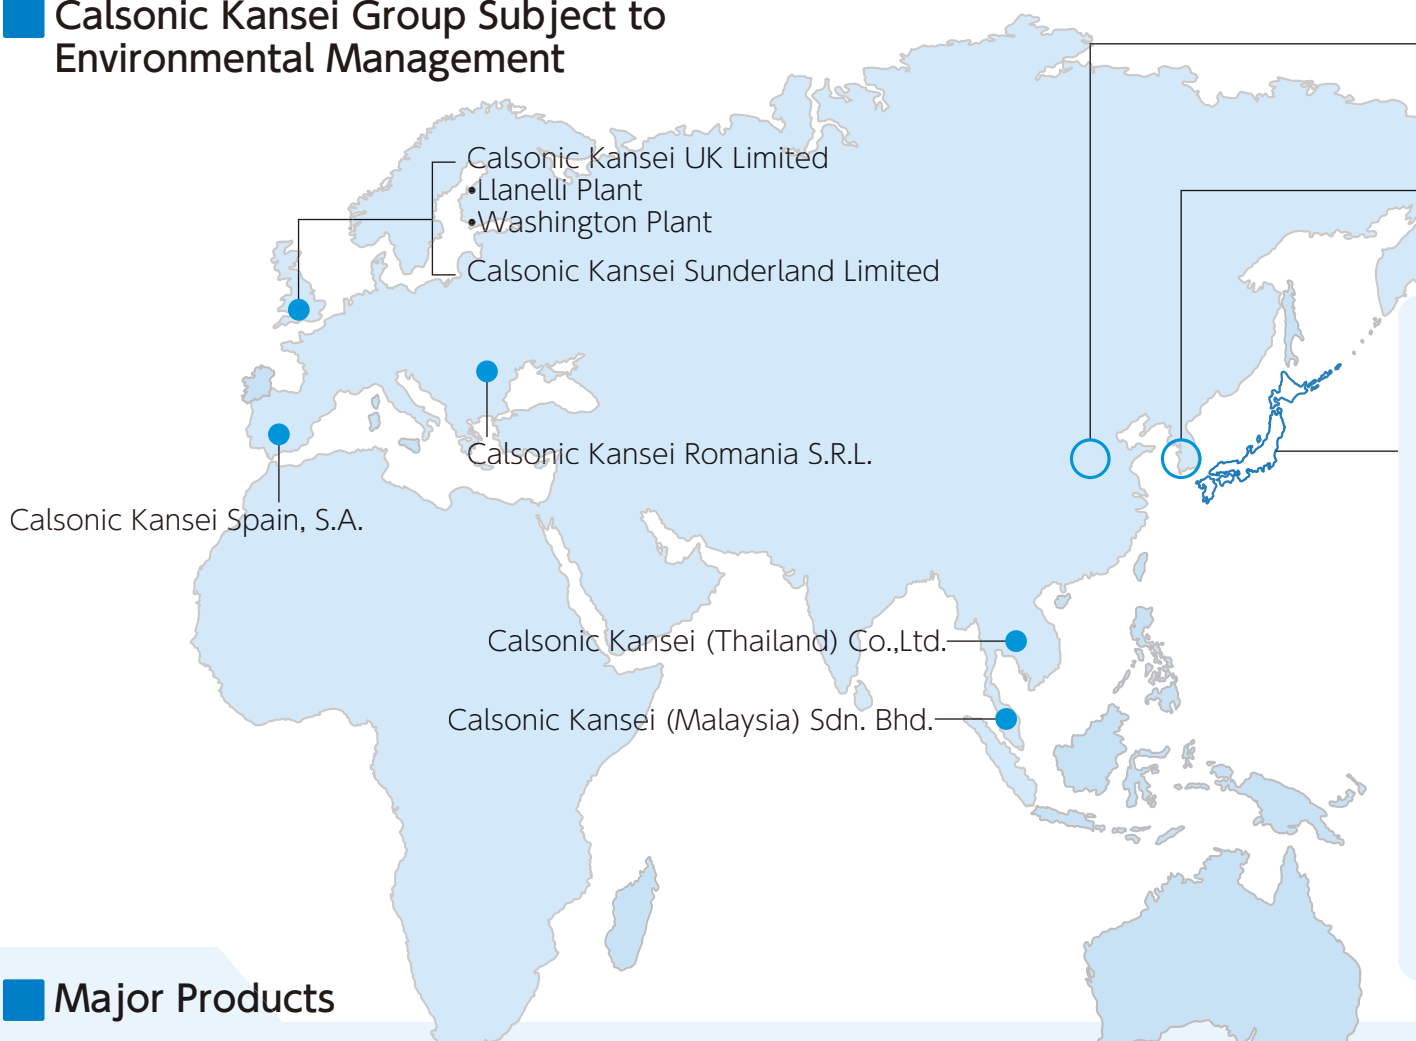 Calsonic Kansei Group Subject to
Environmental Management
Calsonic Kansei UK Limited
•Llanelli Plant
•Washington Plant
Calsonic Kansei Sunderland Limited
Calsonic Kansei Romania S.R.L.
Calsonic Kansei Spain, S.A.
Calsonic Kansei (Thailand) Co.,Ltd.
Calsonic Kansei (Malaysia) Sdn. Bhd.
Major Products